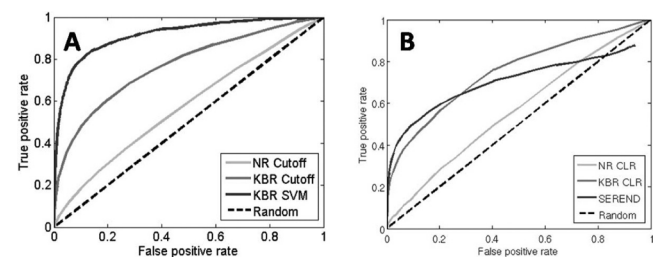 A
True positive rate
1
0.8
0.6
0.4
0.2
0
0 0.2 0.4 0.6 0.8 1
False positive rate
NR Cutoff
KBR Cutoff
KBR SVM
Random
B
True positive rate
1
0.8
0.6
0.4
0.2
0
0 0.2 0.4 0.6 0.8 1
False positive rate
NR CLR
KBR CLR
SEREND
Random